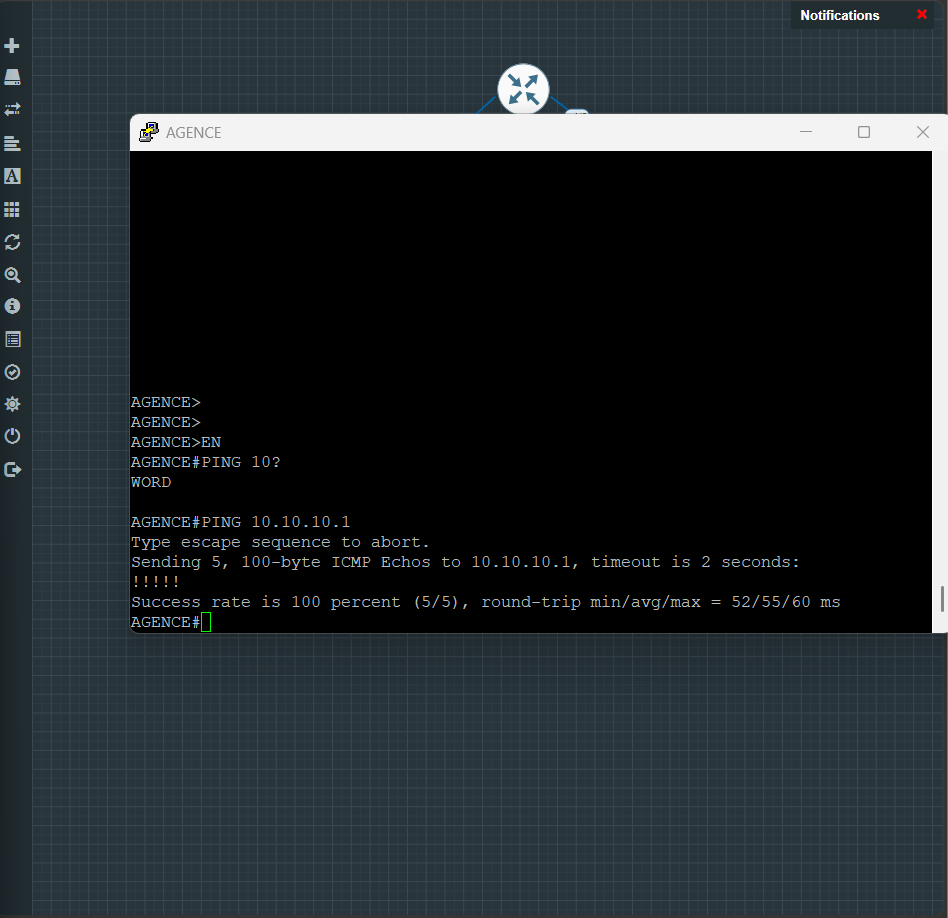 Notifications
AGENCE
AGENCE>
AGENCE>
AGENCE>EN
AGENCE#PING 10?
WORD
AGENCE#PING 10.10.10.1
Type escape sequence to abort.
Sending 5, 100-byte ICMP Echos to 10.10.10.1, timeout is 2 seconds:
!!!!!
Success rate is 100 percent (5/5), round-trip min/avg/max = 52/55/60 ms
AGENCE#